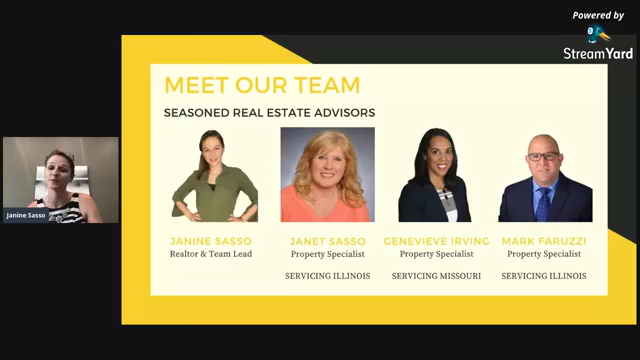 Powered by
StreamYard
MEET OUR TEAM
SEASONED REAL ESTATE ADVISORS
JANINE SASSO
Realtor & Team Lead
JANET SASSO
Property Specialist
SERVICING ILLINOIS
GENEVIEVE IRVING
Property Specialist
SERVICING MISSOURI
MARK FARUZZI
Property Specialist
SERVICING ILLINOIS
Janine Sasso